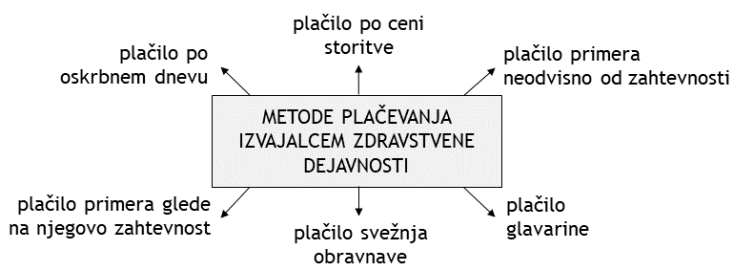 plačilo po ceni
storitve
plačilo po
oskrbnem dnevu
plačilo primera
neodvisno od zahtevnosti
METODE PLAČEVANJA
IZVAJALCEM ZDRAVSTVENE
DEJAVNOSTI
plačilo primera glede
na njegovo zahtevnost
plačilo svežnja
obravnave
plačilo
glavarine